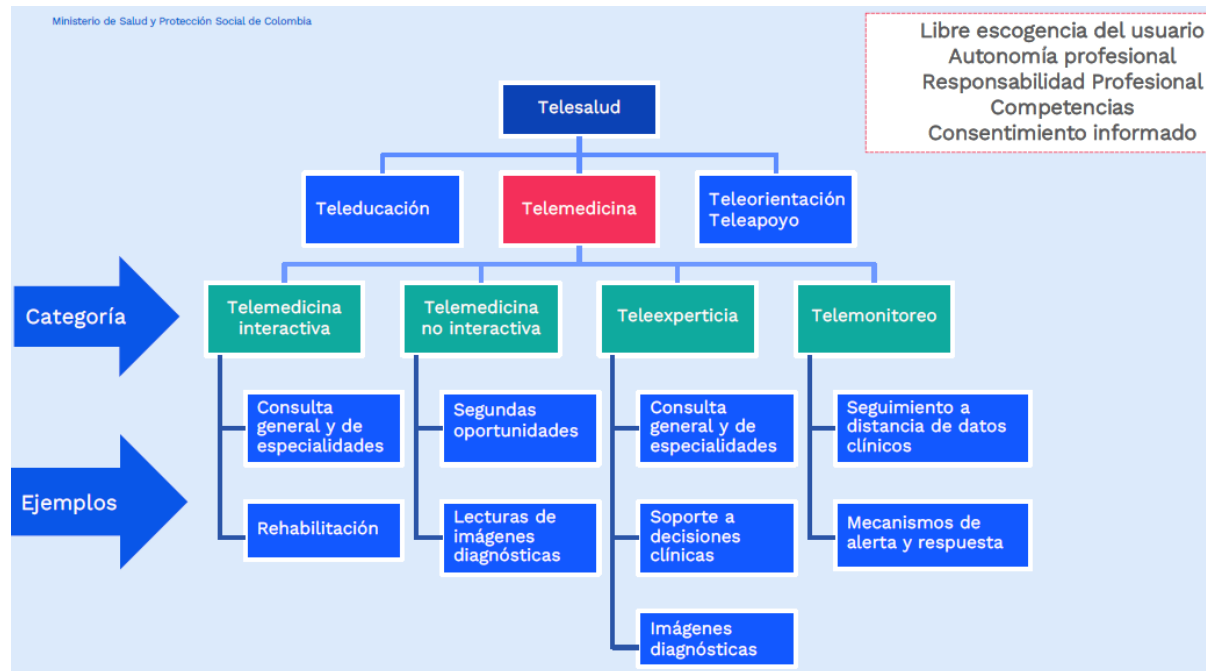 Ministerio de Salud y Protección Social de Colombia
Libre escogencia del usuario
Autonomía profesional
Responsabilidad Profesional
Competencias
Consentimiento informado
Telesalud
Teleducación
Telemedicina
Teleorientación
Teleapoyo
Categoría
Telemedicina
interactiva
Telemedicina
no interactiva
Teleexperticia
Telemonitoreo
Ejemplos
Consulta
general y de
especialidades
Rehabilitación
Segundas
oportunidades
Lecturas de
imágenes
diagnósticas
Consulta
general y de
especialidades
Soporte a
decisiones
clínicas
Imágenes
diagnósticas
Seguimiento a
distancia de datos
clínicos
Mecanismos de
alerta y respuesta